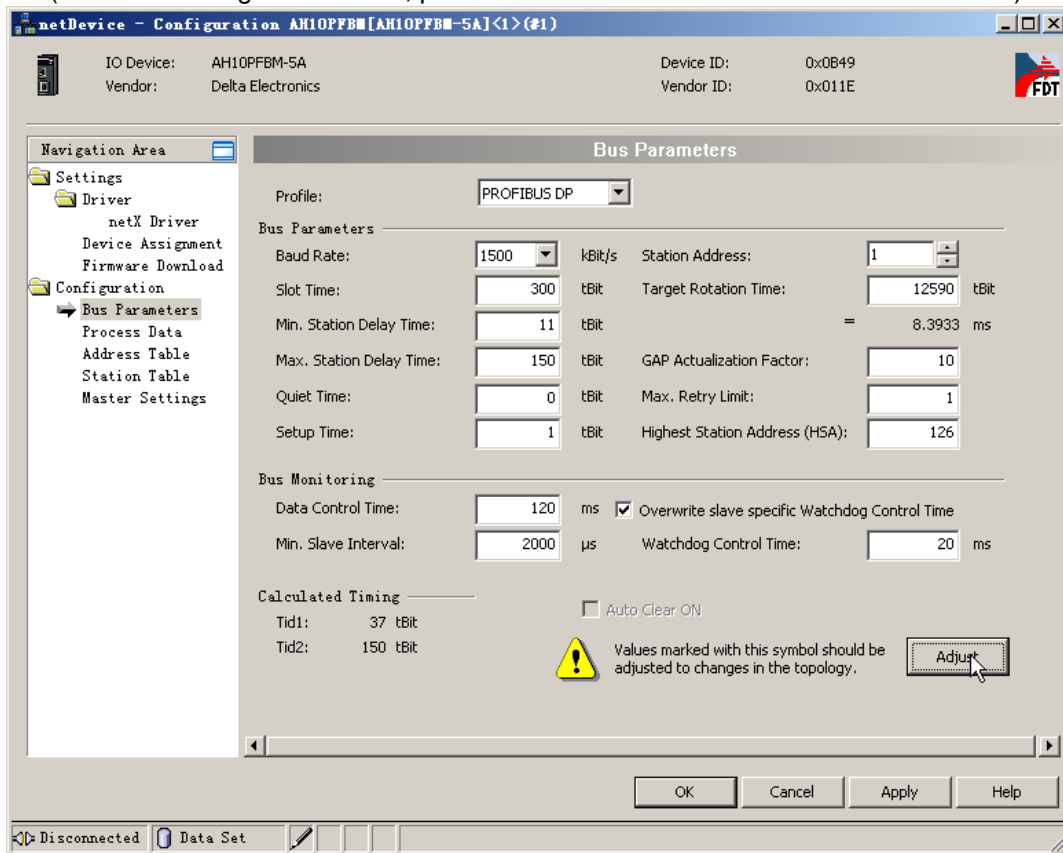 netDevice - Configuration AH10PFBM[AH10PFBM-5A]<1>(#1)
IO Device: AH10PFBM-5A Device ID: 0x0B49
Vendor: Delta Electronics Vendor ID: 0x011E
FDT
Navigation Area
Settings
Driver
netX Driver
Device Assignment
Firmware Download
Configuration
Bus Parameters
Process Data
Address Table
Station Table
Master Settings
Bus Parameters
Profile: PROFIBUS DP
Bus Parameters
Baud Rate: 1500 kBit/s Station Address: 1
Slot Time: 300 tBit Target Rotation Time: 12590 tBit
Min. Station Delay Time: 11 tBit = 8.3933 ms
Max. Station Delay Time: 150 tBit GAP Actualization Factor: 10
Quiet Time: 0 tBit Max. Retry Limit: 1
Setup Time: 1 tBit Highest Station Address (HSA): 126
Bus Monitoring
Data Control Time: 120 ms Overwrite slave specific Watchdog Control Time
Min. Slave Interval: 2000 µs Watchdog Control Time: 20 ms
Calculated Timing
Tid1: 37 tBit
Tid2: 150 tBit
Auto Clear ON
Values marked with this symbol should be
adjusted to changes in the topology.
Adjust
OK Cancel Apply Help
Disconnected Data Set